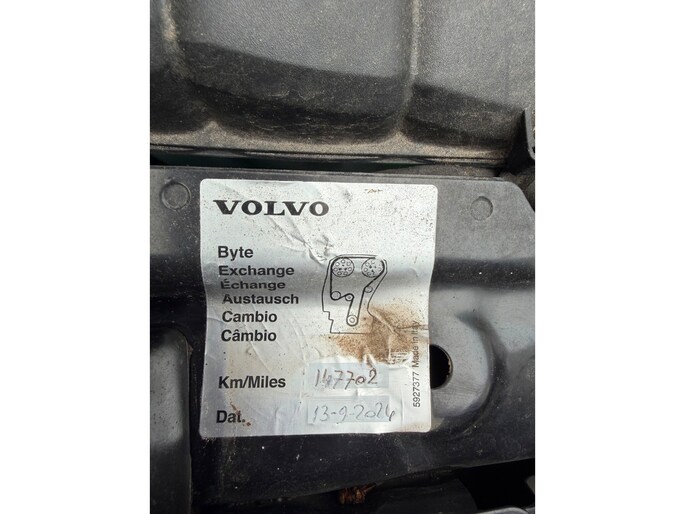 VOLVO
Byte
Exchange
Échange
Austausch
Cambio
Câmbio
Km/Miles 147702
Dat. 13-9-2024
5927377 Made in Italy